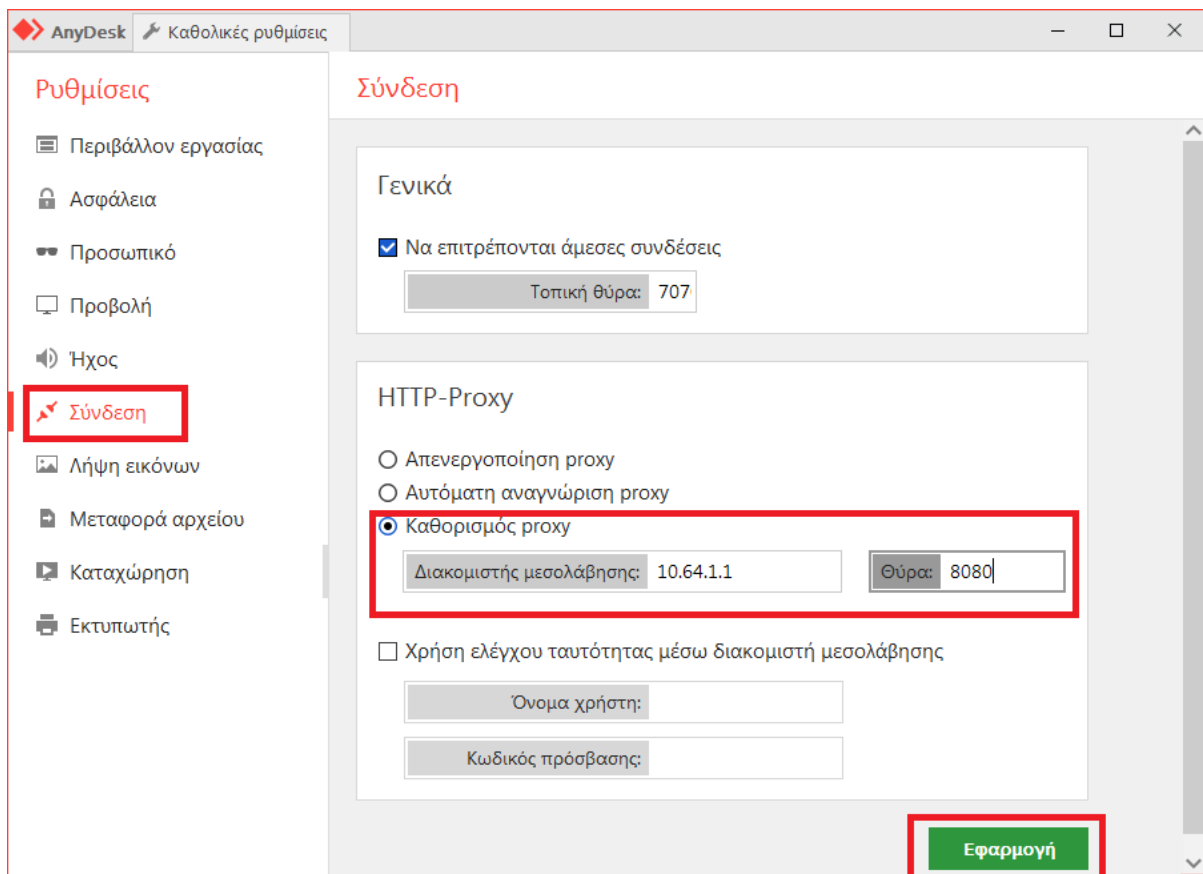 AnyDesk Καθολικές ρυθμίσεις
Ρυθμίσεις
Περιβάλλον εργασίας
Ασφάλεια
Προσωπικό
Προβολή
Ήχος
Σύνδεση
Λήψη εικόνων
Μεταφορά αρχείου
Καταχώρηση
Εκτυπωτής
Σύνδεση
Γενικά
Να επιτρέπονται άμεσες συνδέσεις
Τοπική θύρα:
HTTP-Proxy
Απενεργοποίηση proxy
Αυτόματη αναγνώριση proxy
Καθορισμός proxy
Διακομιστής μεσολάβησης: 10.64.1.1 Θύρα: 8080
Χρήση ελέγχου ταυτότητας μέσω διακομιστή μεσολάβησης
Όνομα χρήστη:
Κωδικός πρόσβασης:
Εφαρμογή